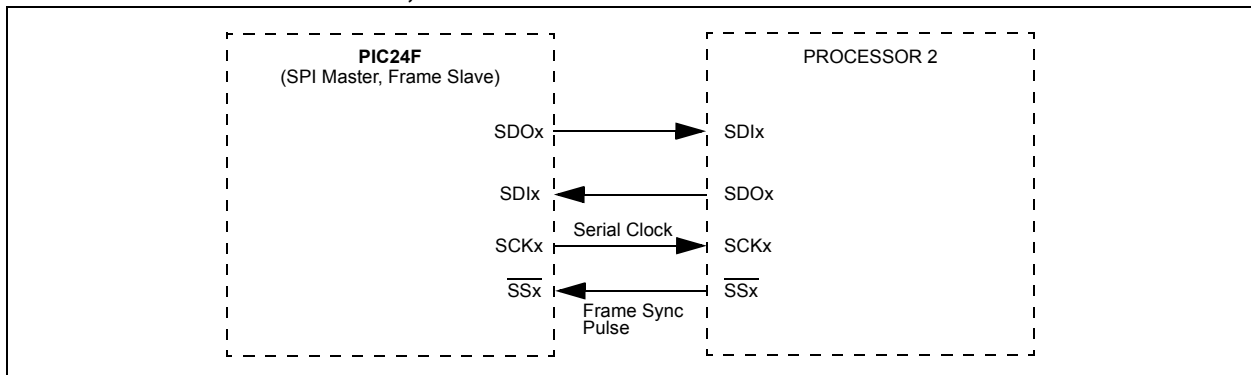 PIC24F
(SPI Master, Frame Slave)
PROCESSOR 2
SDOx
SDIx
SDIx
SDOx
Serial Clock
SCKx
SCKx
SSx
SSx
Frame Sync
Pulse